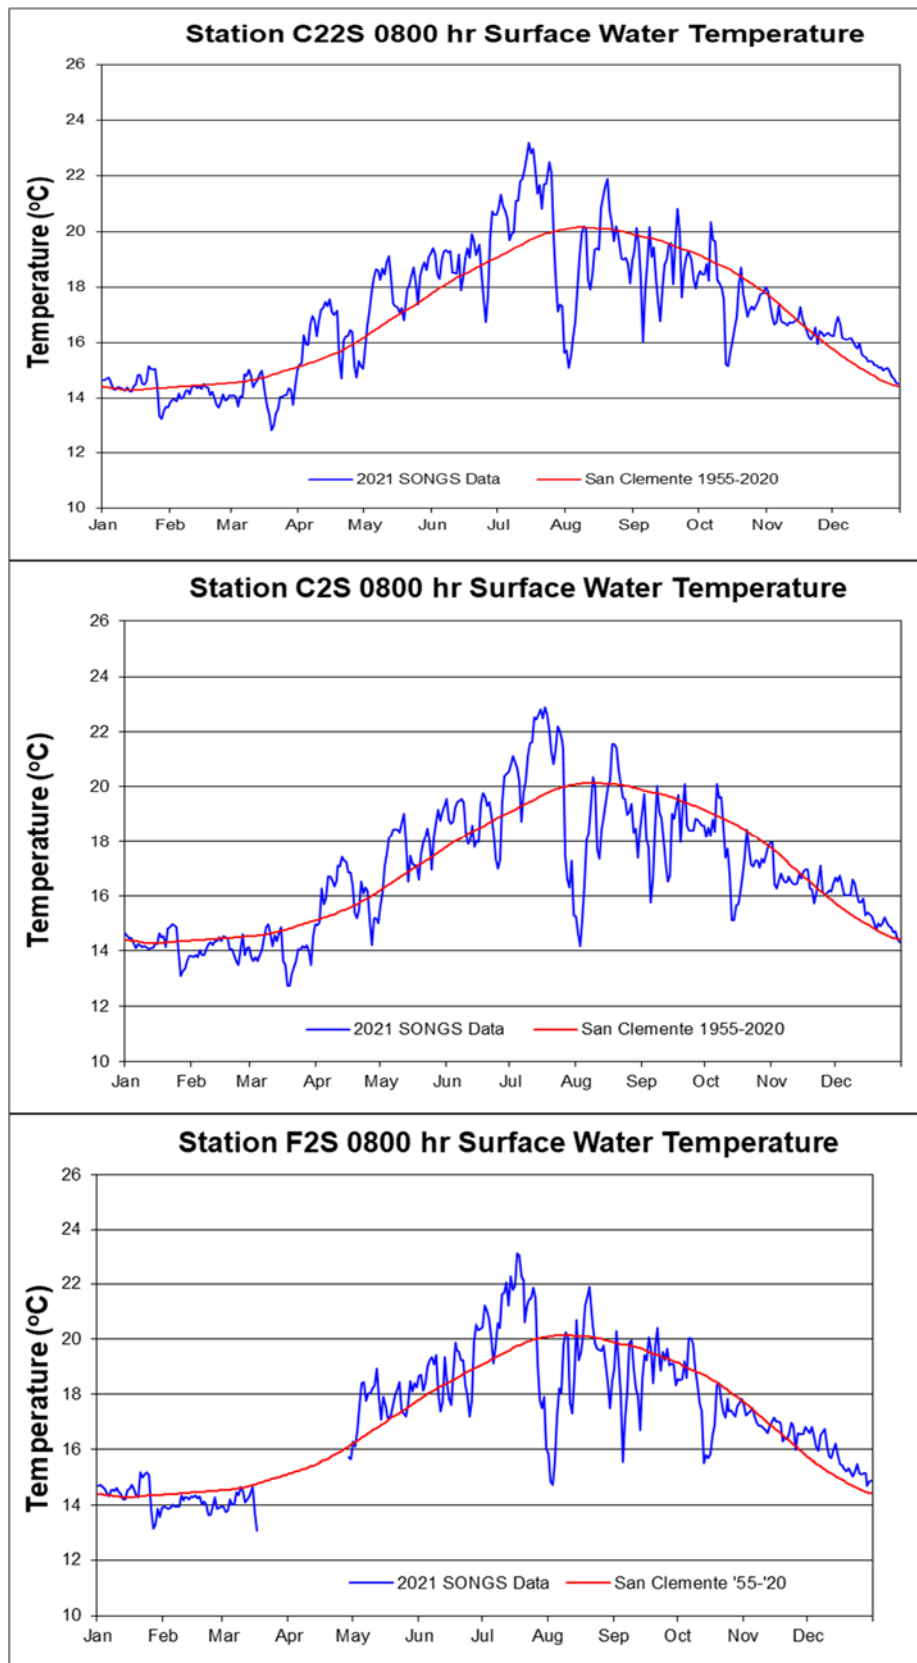 Station C22S 0800 hr Surface Water Temperature
26
24
22
20
18
16
14
12
10
Temperature (ºC)
2021 SONGS Data
San Clemente 1955-2020
Jan Feb Mar Apr May Jun Jul Aug Sep Oct Nov Dec
Station C2S 0800 hr Surface Water Temperature
26
24
22
20
18
16
14
12
10
Temperature (ºC)
2021 SONGS Data
San Clemente 1955-2020
Jan Feb Mar Apr May Jun Jul Aug Sep Oct Nov Dec
Station F2S 0800 hr Surface Water Temperature
26
24
22
20
18
16
14
12
10
Temperature (ºC)
2021 SONGS Data
San Clemente '55-'20
Jan Feb Mar Apr May Jun Jul Aug Sep Oct Nov Dec